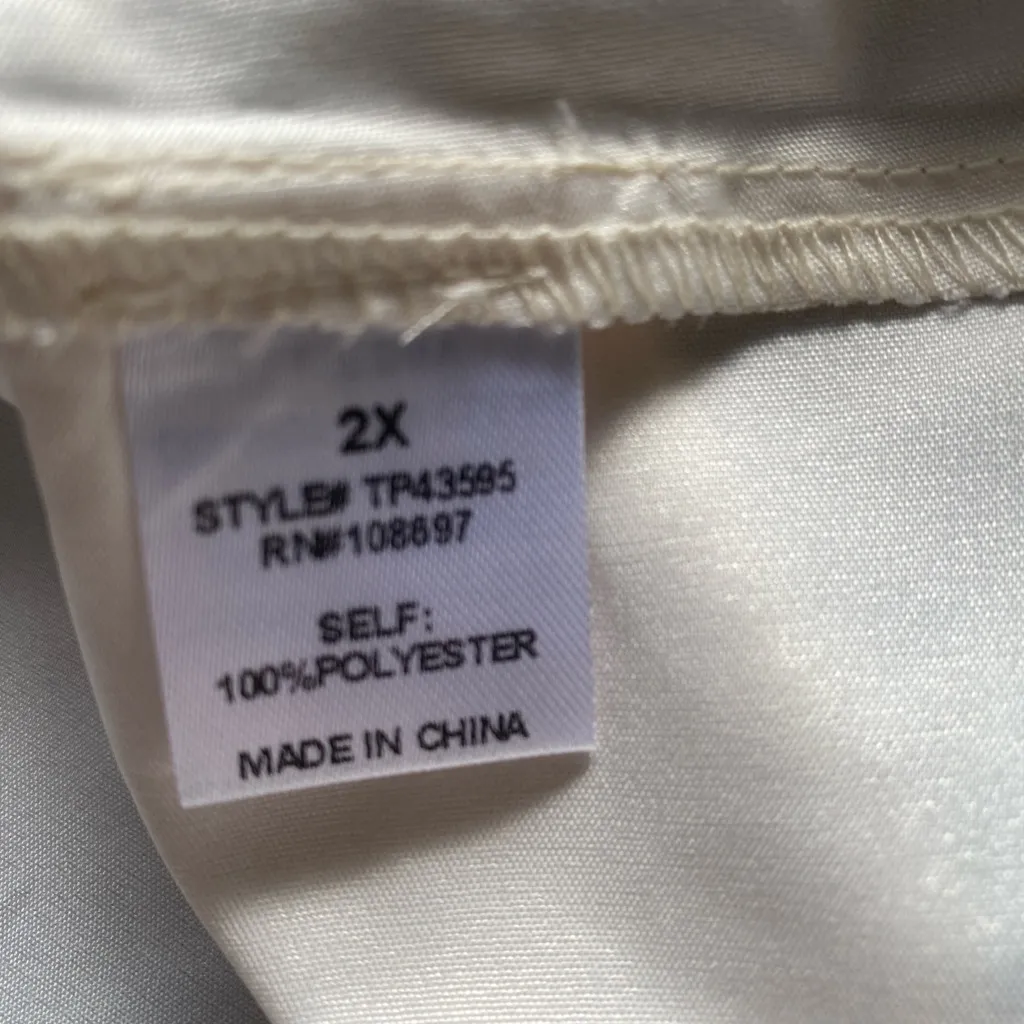 2X
STYLE# TP43595
RN#108697
SELF:
100%POLYESTER
MADE IN CHINA